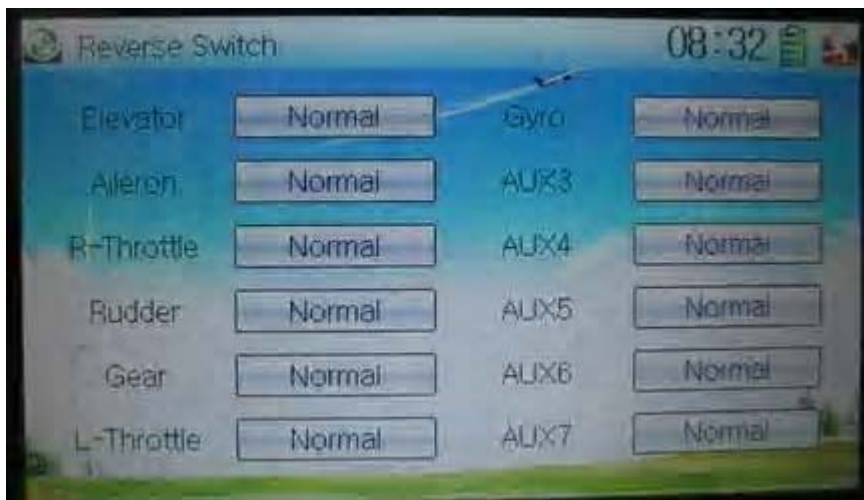 Reverse Switch 08:32
Elevator Normal Gyro Normal
Aileron Normal AUX3 Normal
R-Throttle Normal AUX4 Normal
Rudder Normal AUX5 Normal
Gear Normal AUX6 Normal
L-Throttle Normal AUX7 Normal